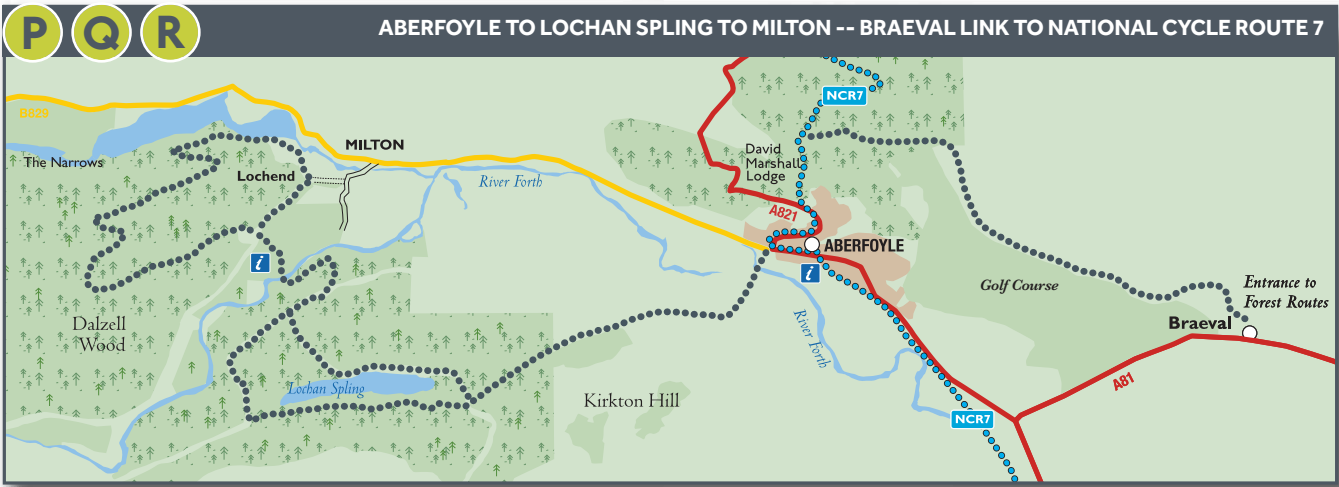 P Q R
ABERFOYLE TO LOCHAN SPLING TO MILTON -- BRAEVAL LINK TO NATIONAL CYCLE ROUTE 7
B829
The Narrows
Lochend
MILTON
River Forth
NCR7
David
Marshall
Lodge
A821
ABERFOYLE
i
i
Golf Course
Entrance to
Forest Routes
Braeval
Dalzell
Wood
River Forth
Lochan Spling
Kirkton Hill
A81
NCR7